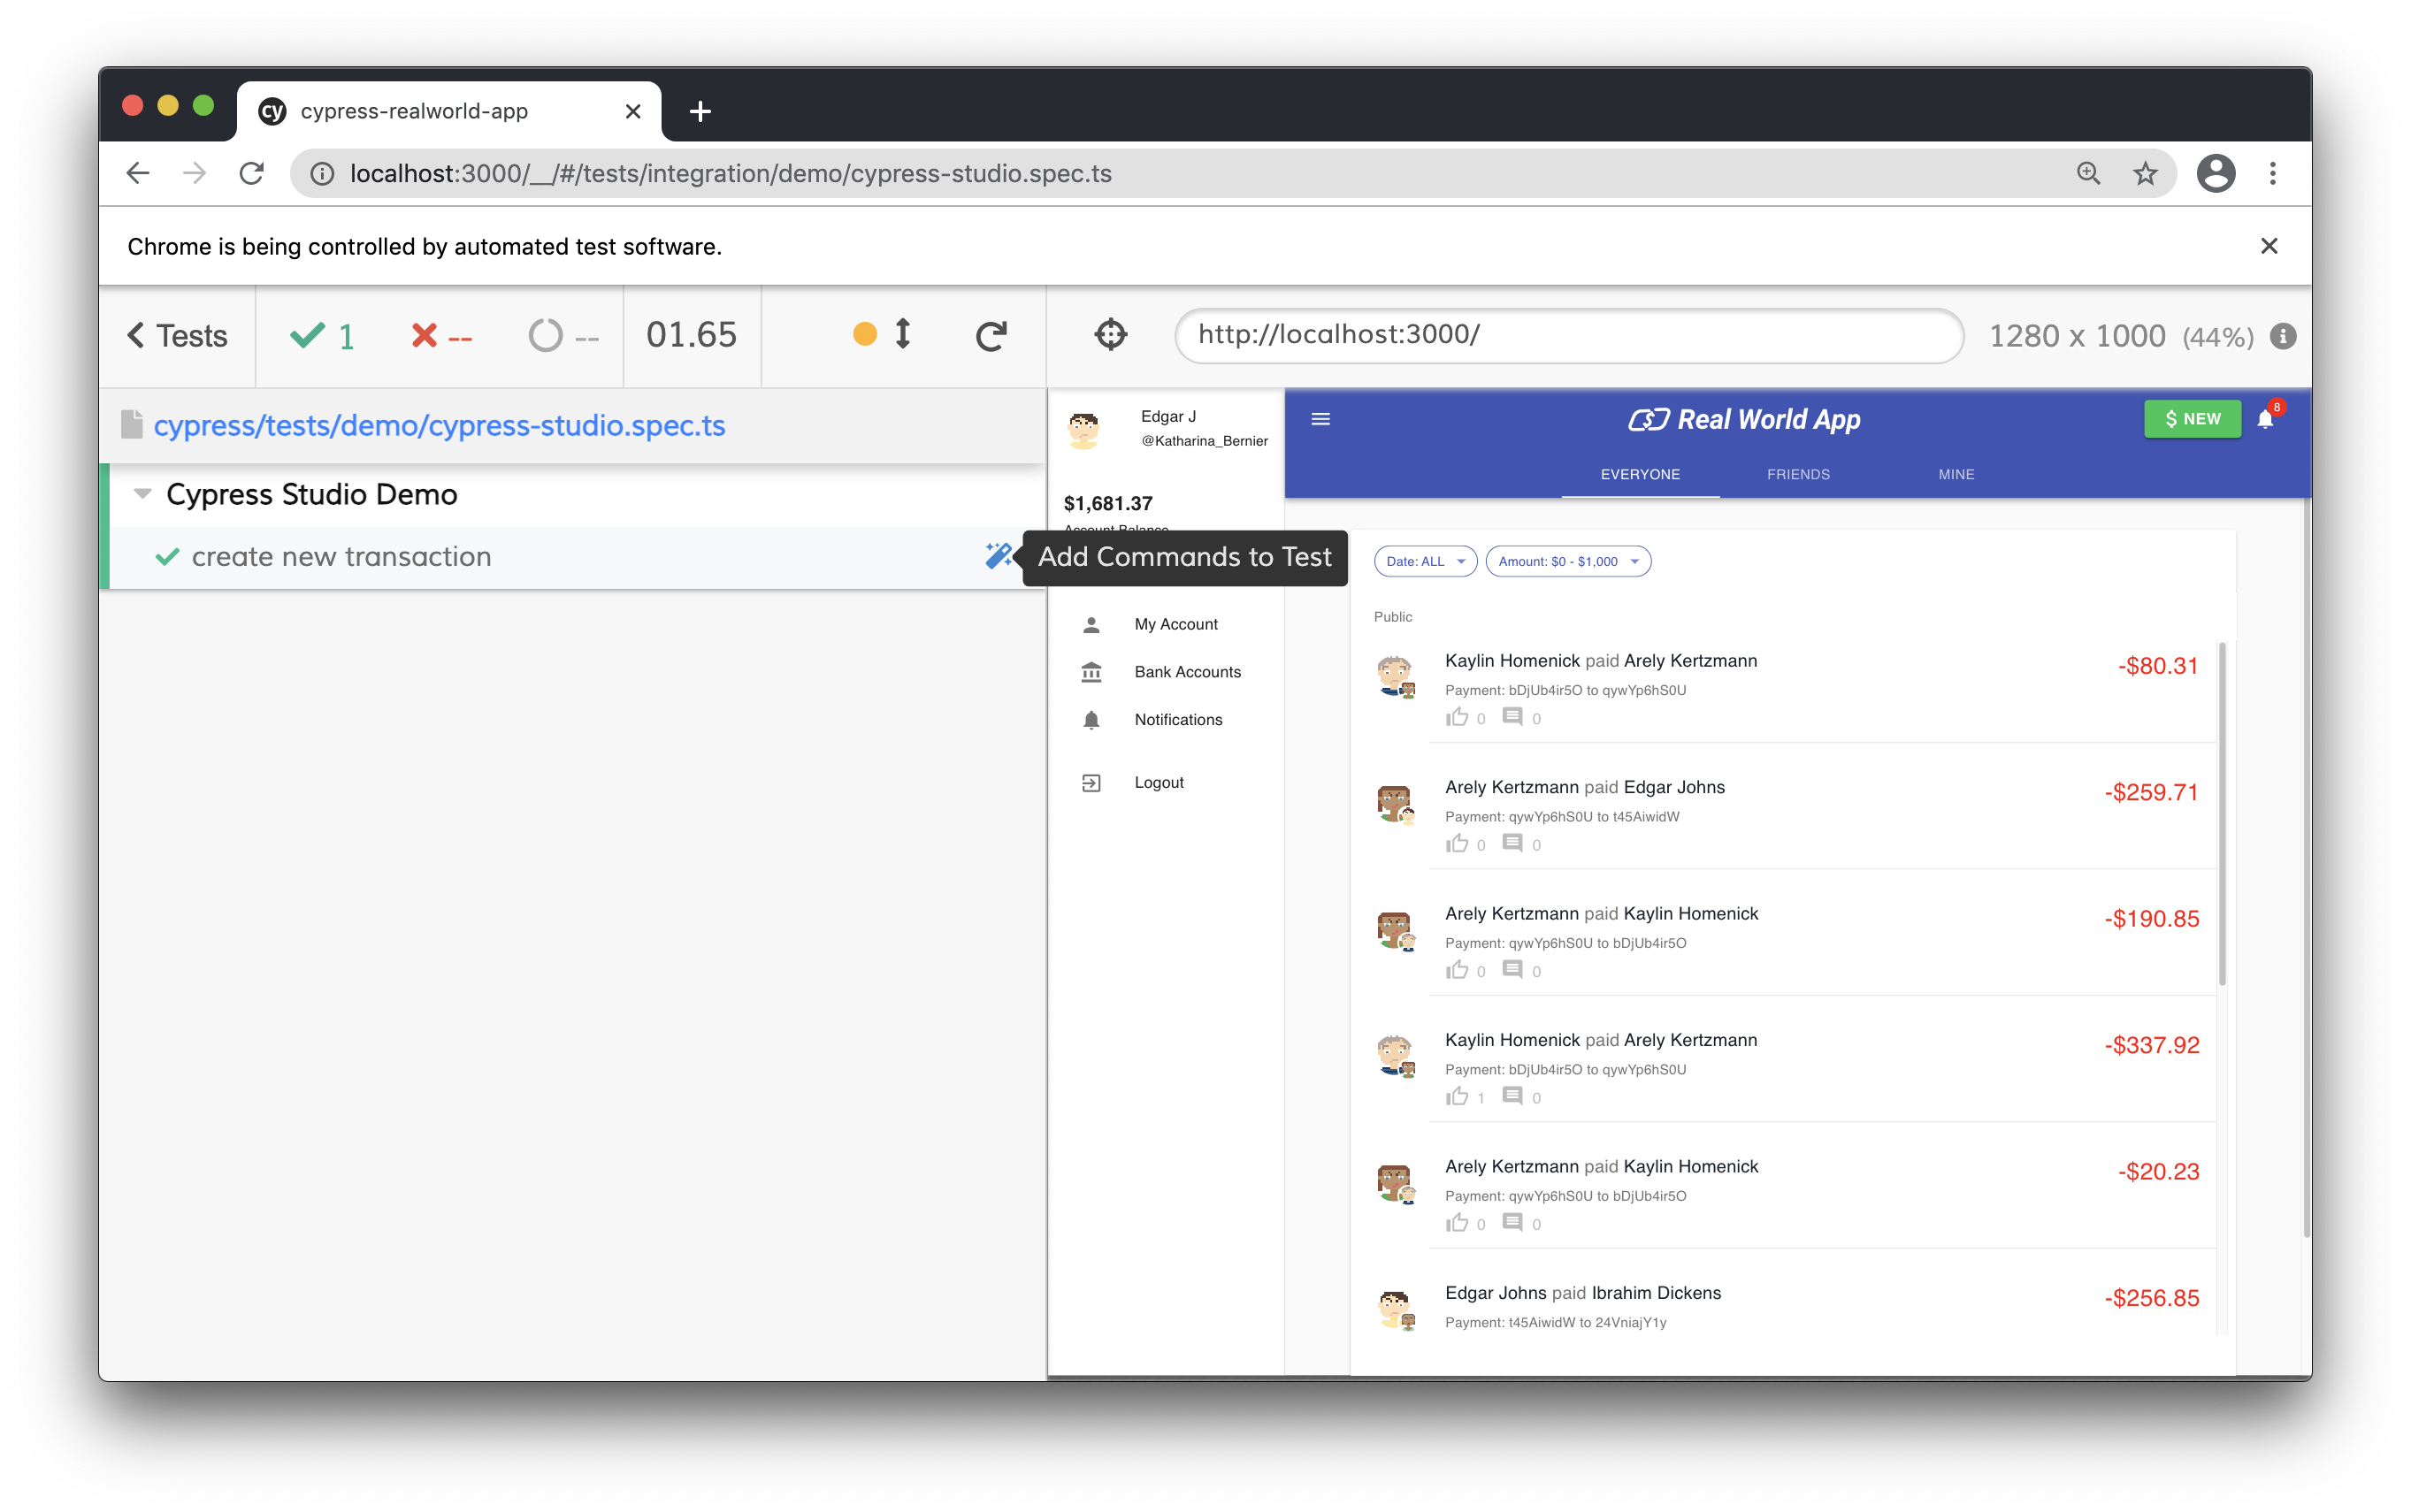 cy cypress-realworld-app
localhost:3000/__/#/tests/integration/demo/cypress-studio.spec.ts
Chrome is being controlled by automated test software.
Tests 1 -- -- 01.65
http://localhost:3000/ 1280 x 1000 (44%)
cypress/tests/demo/cypress-studio.spec.ts
Cypress Studio Demo
create new transaction
Add Commands to Test
Edgar J
@Katharina_Bernier
$1,681.37
Account Balance
My Account
Bank Accounts
Notifications
Logout
Real World App
$ NEW
8
EVERYONE FRIENDS MINE
Date: ALL Amount: $0 - $1,000
Public
Kaylin Homenick paid Arely Kertzmann -$80.31
Payment: bDjUb4ir5O to qywYp6hS0U
0 0
Arely Kertzmann paid Edgar Johns -$259.71
Payment: qywYp6hS0U to t45AiwidW
0 0
Arely Kertzmann paid Kaylin Homenick -$190.85
Payment: qywYp6hS0U to bDjUb4ir5O
0 0
Kaylin Homenick paid Arely Kertzmann -$337.92
Payment: bDjUb4ir5O to qywYp6hS0U
1 0
Arely Kertzmann paid Kaylin Homenick -$20.23
Payment: qywYp6hS0U to bDjUb4ir5O
0 0
Edgar Johns paid Ibrahim Dickens -$256.85
Payment: t45AiwidW to 24VniajY1y